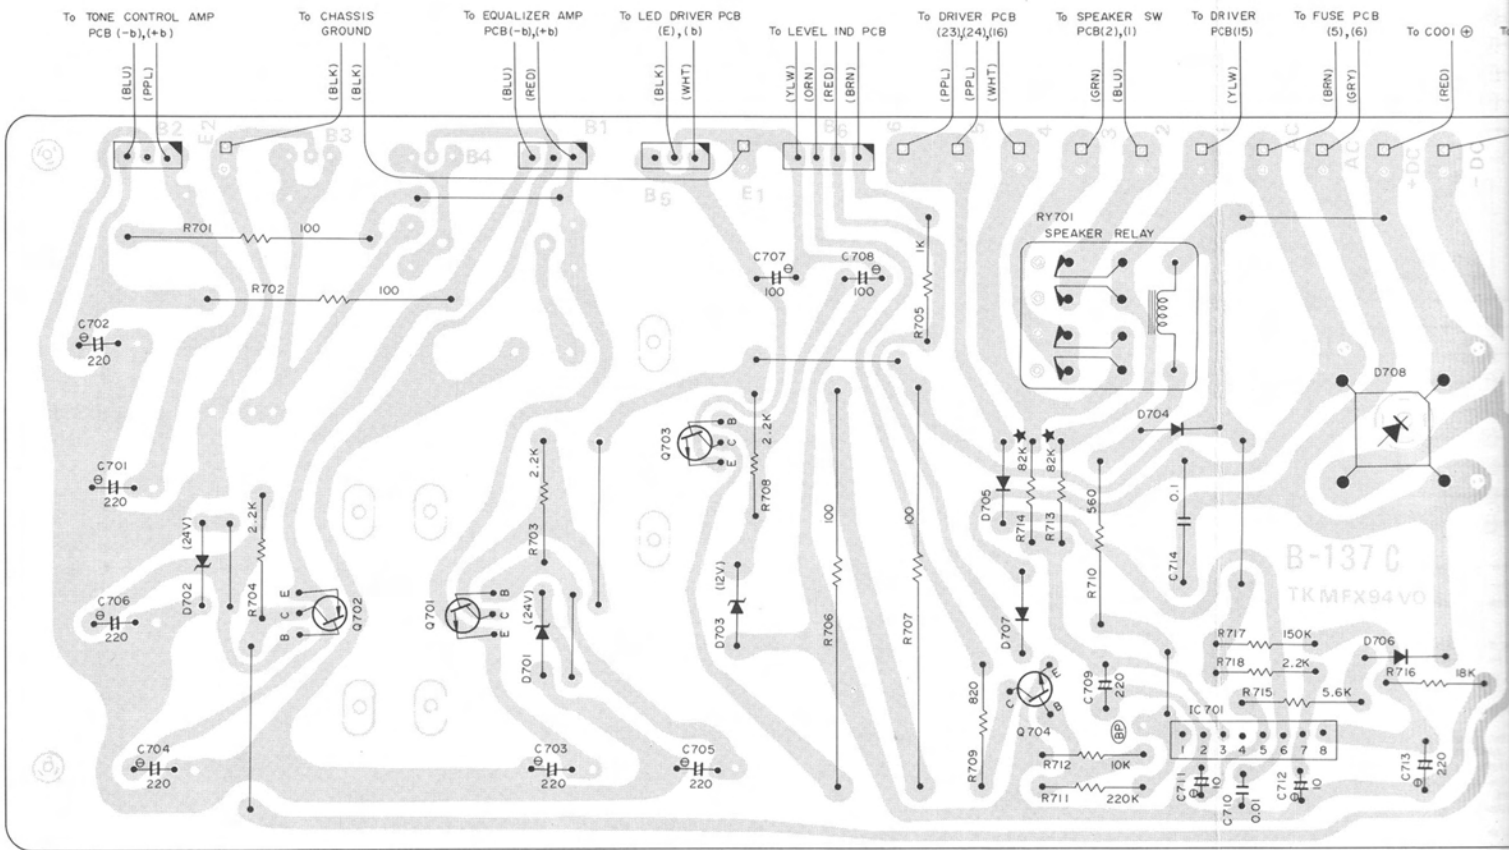 To TONE CONTROL AMP
PCB (-b),(+b)
To CHASSIS
GROUND
To EQUALIZER AMP
PCB(-b),(+b)
To LED DRIVER PCB
(E), (b)
To LEVEL IND PCB
To DRIVER PCB
(23),(24),(16)
To SPEAKER SW
PCB(2),(1)
To DRIVER
PCB(15)
To FUSE PCB
(5),(6)
To C001 ⊕
(BLU)
(PPL)
(BLK)
(BLK)
(BLU)
(RED)
(BLK)
(WHT)
(YLW)
(ORN)
(RED)
(BRN)
(PPL)
(PPL)
(WHT)
(GRN)
(BLU)
(YLW)
(BRN)
(GRY)
(RED)
B2
E2
B3
B4
B1
B5
E1
B6
6
5
4
3
2
1
AC
AC
+DC
-DC
R701 100
R702 100
C702
⊖
220
C707
⊖
100
C708
⊖
100
1K
R705
RY701
SPEAKER RELAY
D708
D704
C701
⊖
220
(24V)
D702
2.2K
R704
E
C
B
Q702
Q701
B
C
E
2.2K
R703
(24V)
D701
Q703
B
C
E
2.2K
R708
(12V)
D703
100
R706
100
R707
D705
82K ★
R714
82K ★
R713
560
R710
0.1
C714
B-137C
TKMFX94V0
C706
⊖
220
D707
820
R709
E
C
B
Q704
C709
220
BP
R717 150K
R718 2.2K
R715 5.6K
D706
R716 18K
IC701
1 2 3 4 5 6 7 8
R712 10K
R711 220K
C711
⊖
10
C710
0.01
C712
⊖
10
C713
⊖
220
C704
⊖
220
C703
⊖
220
C705
⊖
220